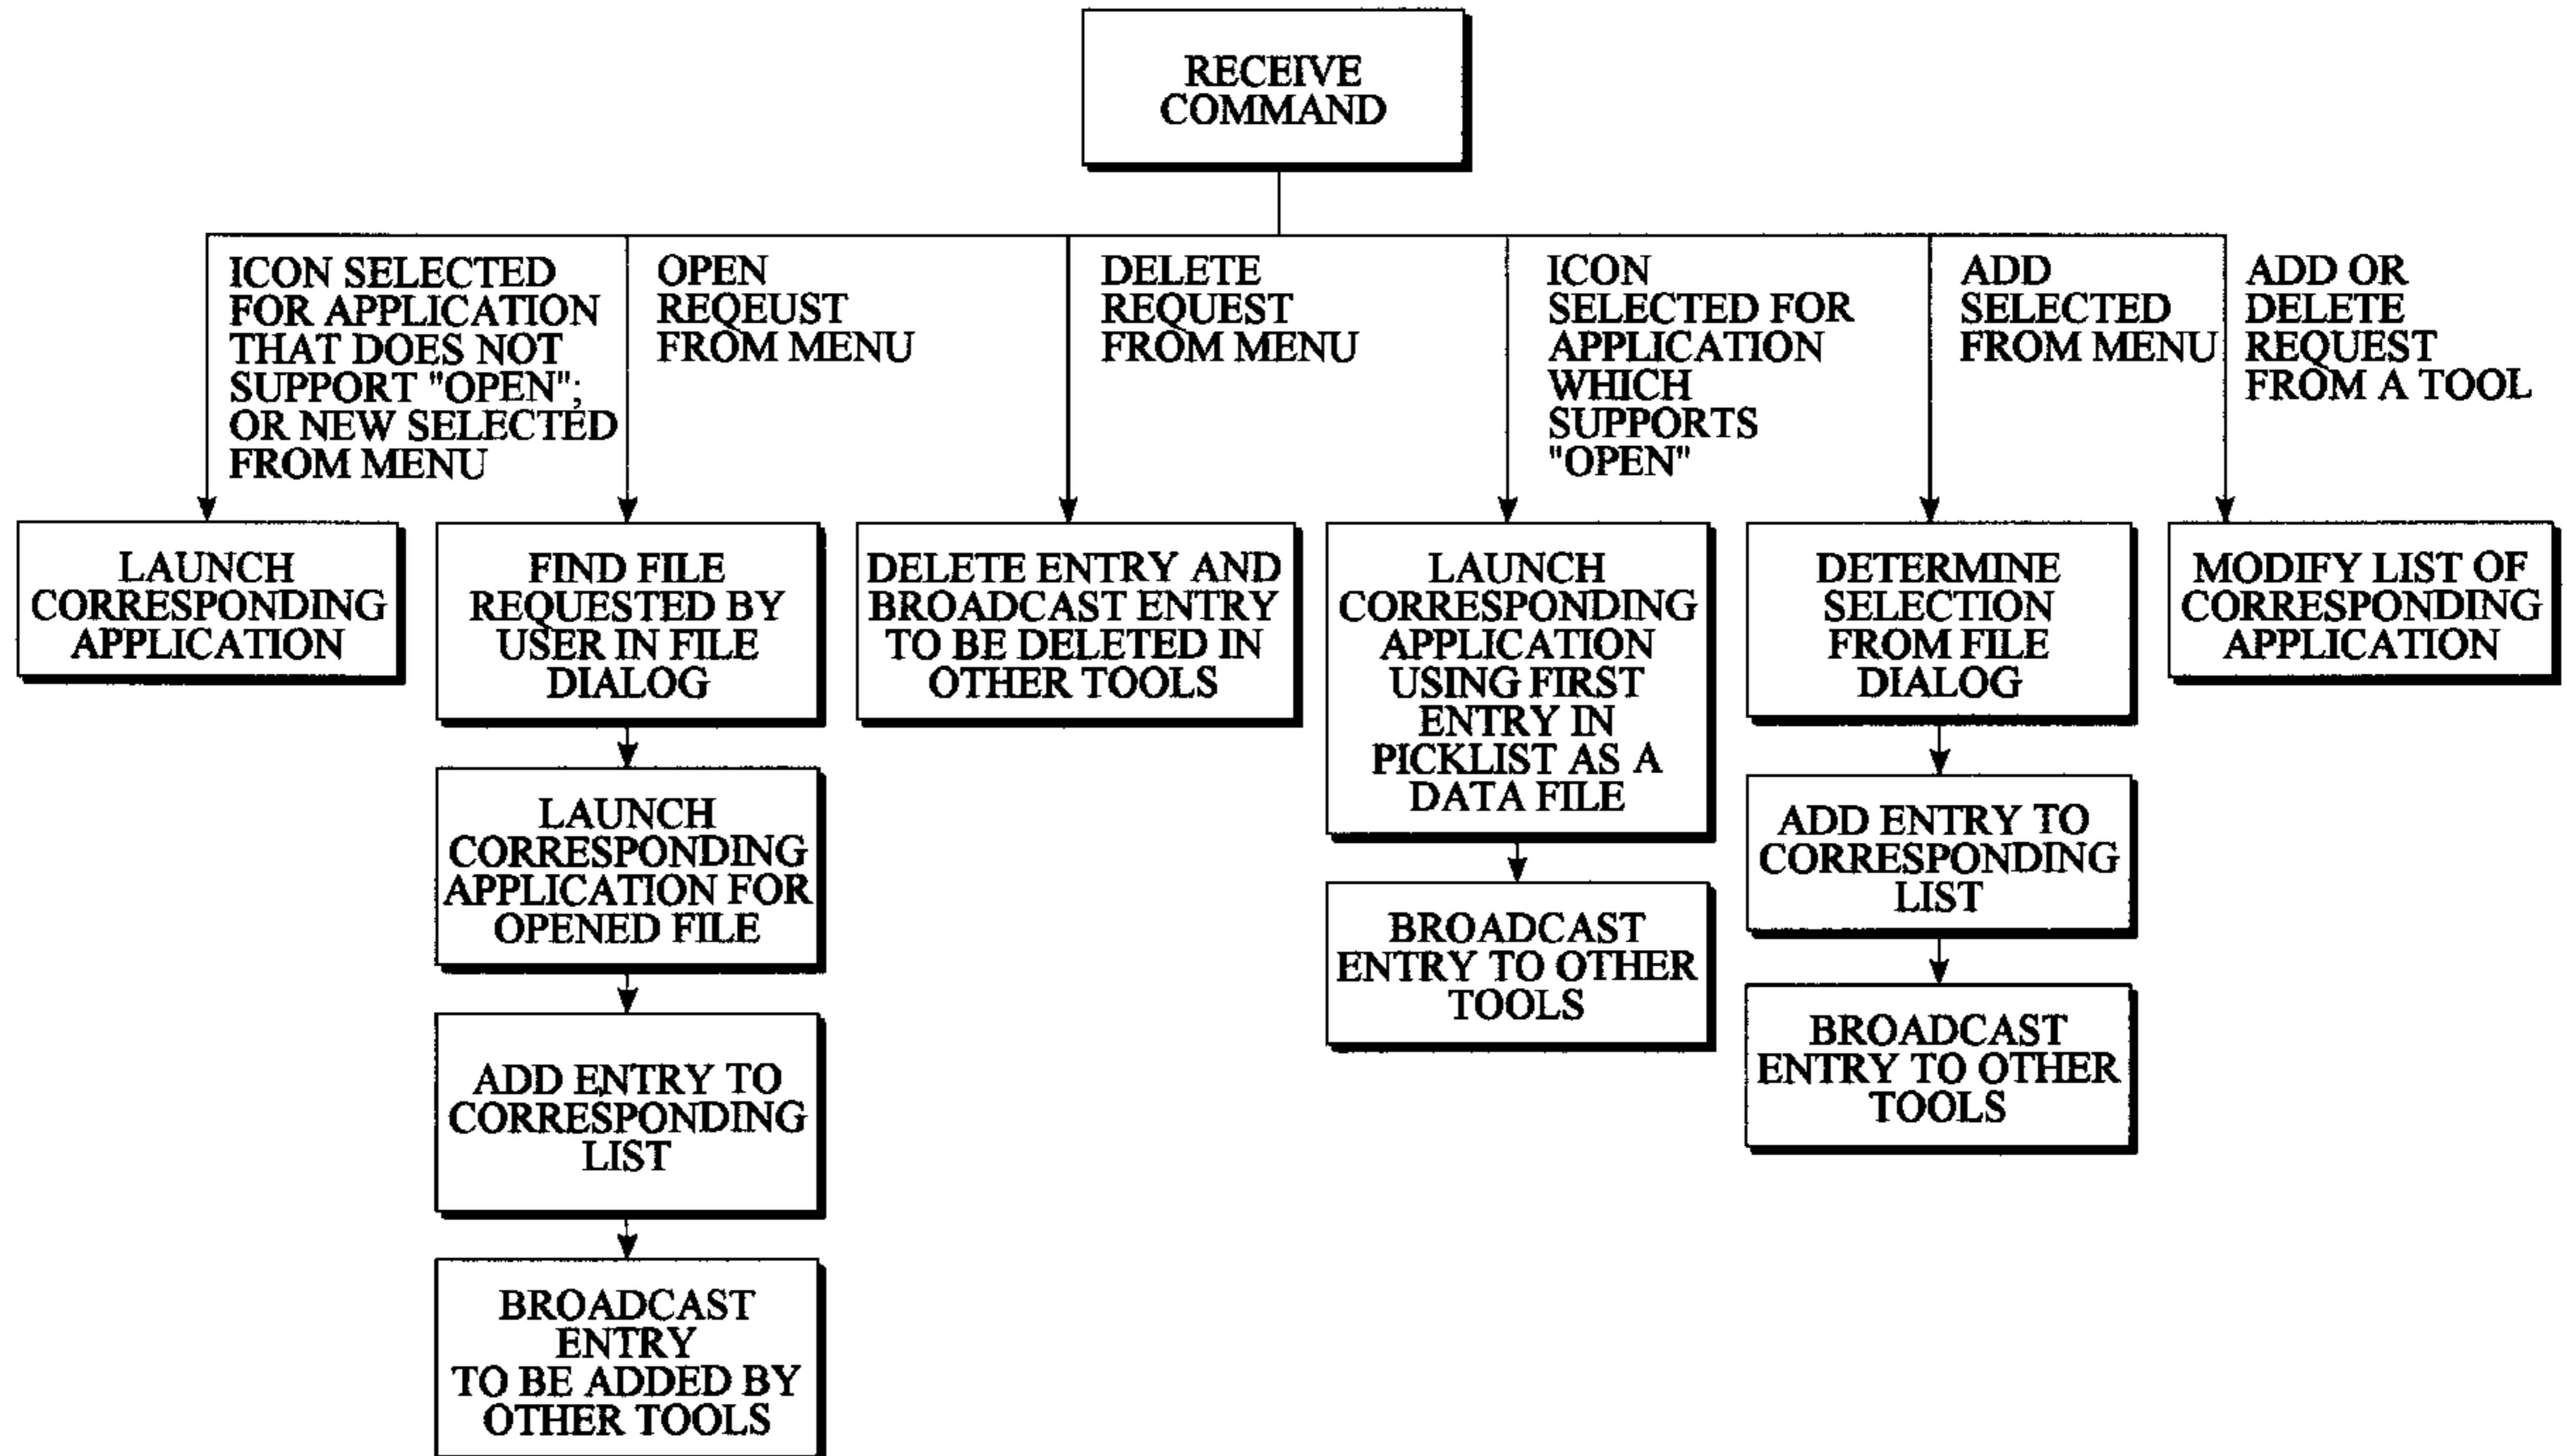 RECEIVE
COMMAND
ICON SELECTED
FOR APPLICATION
THAT DOES NOT
SUPPORT "OPEN";
OR NEW SELECTED
FROM MENU
OPEN
REQEUST
FROM MENU
DELETE
REQUEST
FROM MENU
ICON
SELECTED FOR
APPLICATION
WHICH
SUPPORTS
"OPEN"
ADD
SELECTED
FROM MENU
ADD OR
DELETE
REQUEST
FROM A TOOL
LAUNCH
CORRESPONDING
APPLICATION
FIND FILE
REQUESTED BY
USER IN FILE
DIALOG
DELETE ENTRY AND
BROADCAST ENTRY
TO BE DELETED IN
OTHER TOOLS
LAUNCH
CORRESPONDING
APPLICATION
USING FIRST
ENTRY IN
PICKLIST AS A
DATA FILE
DETERMINE
SELECTION
FROM FILE
DIALOG
MODIFY LIST OF
CORRESPONDING
APPLICATION
LAUNCH
CORRESPONDING
APPLICATION FOR
OPENED FILE
ADD ENTRY TO
CORRESPONDING
LIST
BROADCAST
ENTRY TO OTHER
TOOLS
ADD ENTRY TO
CORRESPONDING
LIST
BROADCAST
ENTRY TO OTHER
TOOLS
BROADCAST
ENTRY
TO BE ADDED BY
OTHER TOOLS